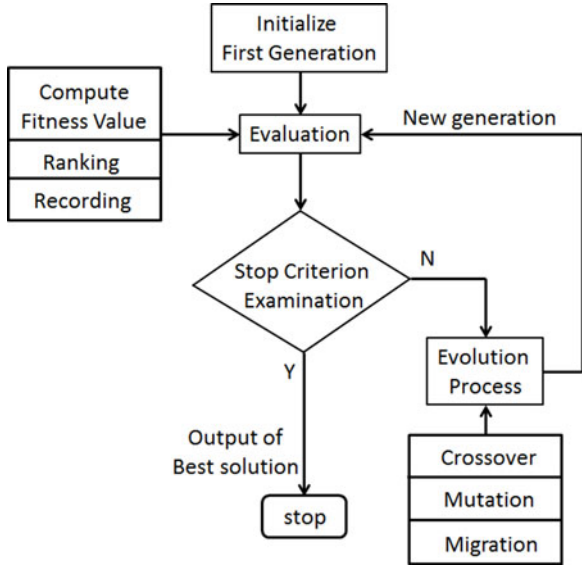 Initialize
First Generation
Compute
Fitness Value
Ranking
Recording
Evaluation
New generation
Stop Criterion
Examination
N
Y
Evolution
Process
Output of
Best solution
stop
Crossover
Mutation
Migration